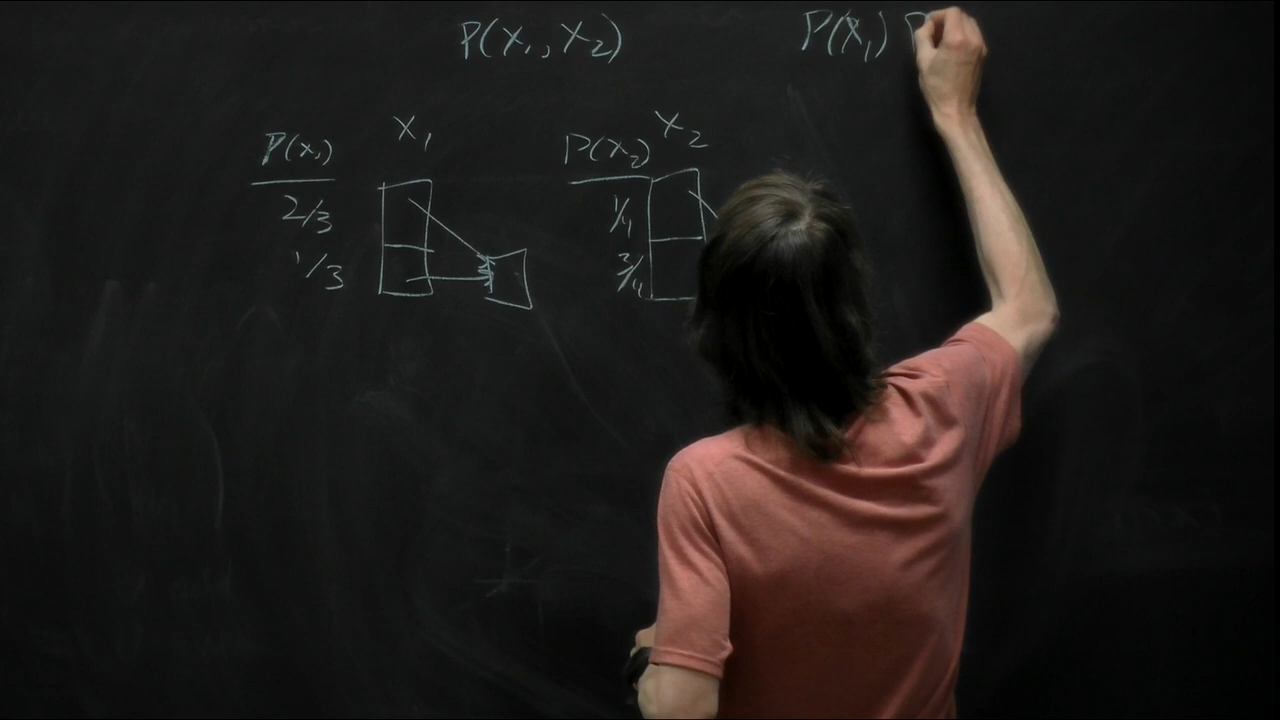 P(X₁, X₂) P(X₁) P
P(X₁) X₁ P(X₂) X₂
2/3 1/4
1/3 3/4